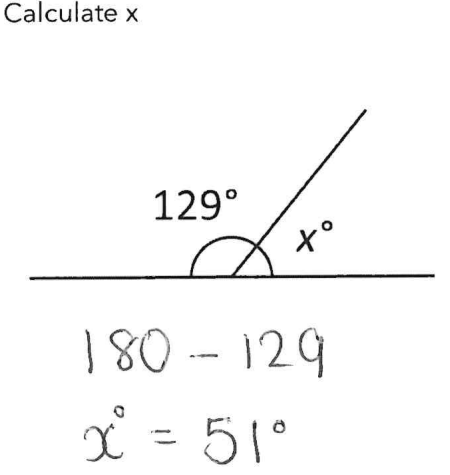 Calculate x
129°
x°
180 - 129
x° = 51°